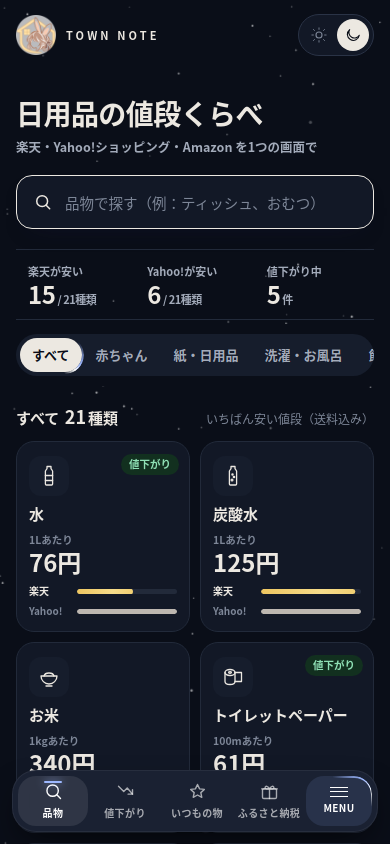 TOWN NOTE
日用品の値段くらべ
楽天・Yahoo!ショッピング・Amazon を1つの画面で
品物で探す（例：ティッシュ、おむつ）
楽天が安い Yahoo!が安い 値下がり中
15 / 21種類 6 / 21種類 5 件
すべて 赤ちゃん 紙・日用品 洗濯・お風呂
すべて 21 種類 いちばん安い値段（送料込み）
値下がり
水 炭酸水
1Lあたり 1Lあたり
76円 125円
楽天 楽天
Yahoo! Yahoo!
値下がり
お米 トイレットペーパー
1kgあたり 100mあたり
340円 61円
品物 値下がり いつもの物 ふるさと納税 MENU